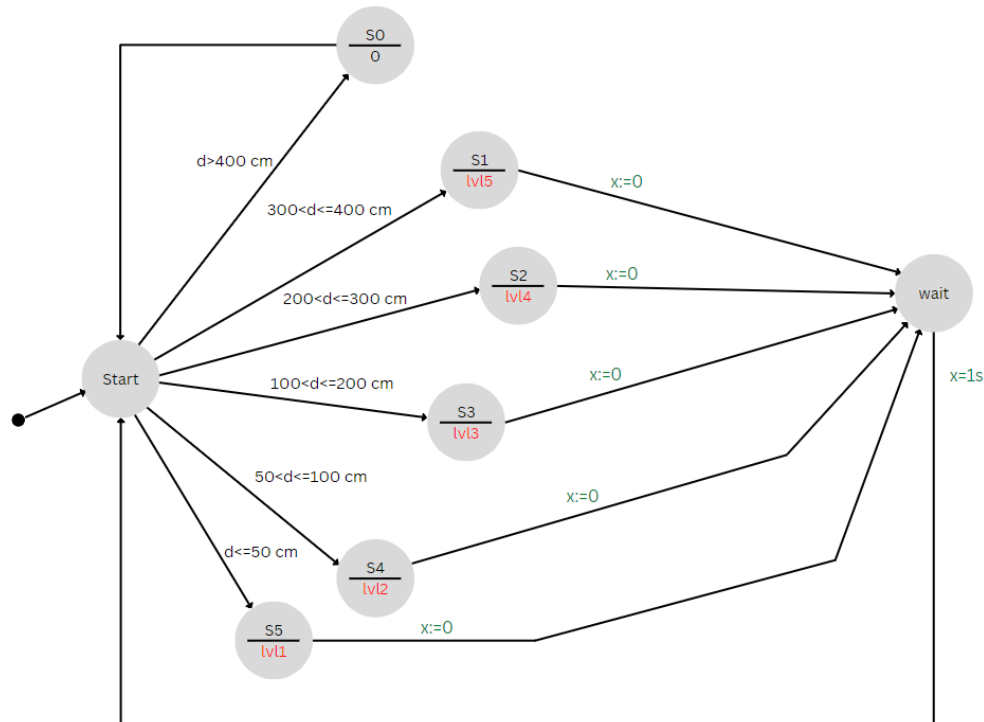 S0
0
d>400 cm
S1
lvl5
x:=0
300<d<=400 cm
S2
lvl4
x:=0
200<d<=300 cm
wait
Start
x=1s
100<d<=200 cm
x:=0
S3
lvl3
50<d<=100 cm
x:=0
d<=50 cm
S4
lvl2
S5
lvl1
x:=0